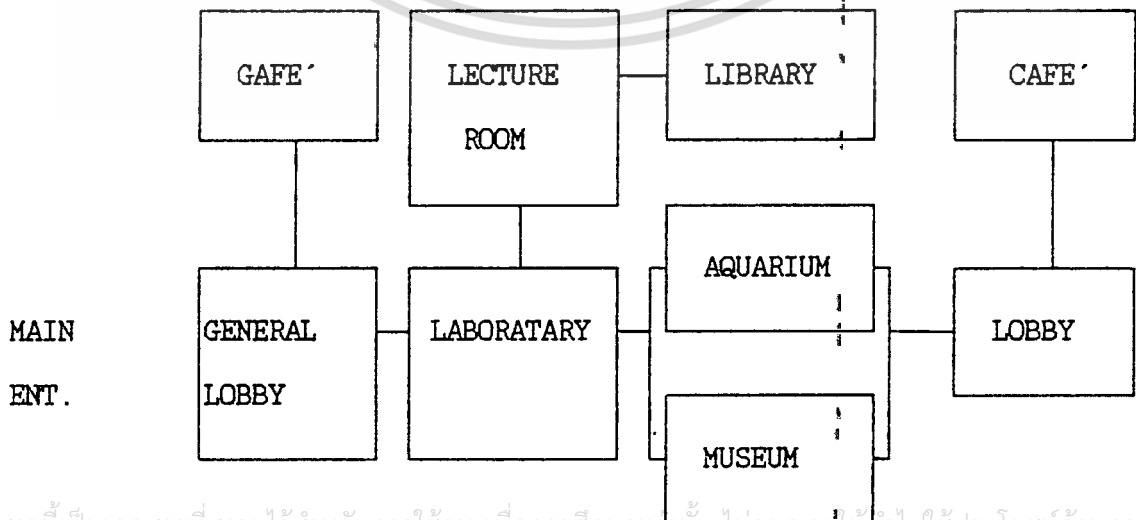 GAFE´
LECTURE
ROOM
LIBRARY
CAFE´
AQUARIUM
MAIN
ENT.
GENERAL
LOBBY
LABORATARY
LOBBY
MUSEUM